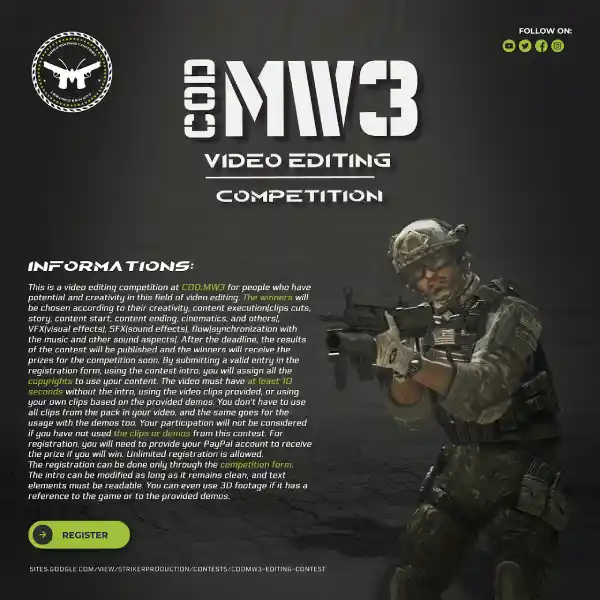 FOLLOW ON:
COD
MW3
VIDEO EDITING
COMPETITION
INFORMATIONS:
This is a video editing competition at COD.MW3 for people who have
potential and creativity in this field of video editing. The winners will
be chosen according to their creativity, content execution(clips cuts,
story, content start, content ending, cinematics, and others),
VFX(visual effects), SFX(sound effects), flow(synchronization with
the music and other sound aspects). After the deadline, the results
of the contest will be published and the winners will receive the
prizes for the competition soon. By submitting a valid entry in the
registration form, using the contest intro, you will assign all the
copyrights to use your content. The video must have at least 10
seconds without the intro, using the video clips provided, or using
your own clips based on the provided demos. You don't have to use
all clips from the pack in your video, and the same goes for the
usage with the demos too. Your participation will not be considered
if you have not used the clips or demos from this contest. For
registration, you will need to provide your PayPal account to receive
the prize if you will win. Unlimited registration is allowed.
The registration can be done only through the competition form.
The intro can be modified as long as it remains clean, and text
elements must be readable. You can even use 3D footage if it has a
reference to the game or to the provided demos.
REGISTER
SITES.GOOGLE.COM/VIEW/STRIKERPRODUCTION/CONTESTS/CODMW3-EDITING-CONTEST